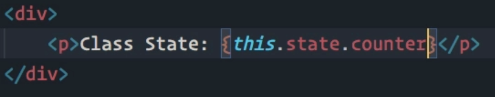 <div>
<p>Class State: {this.state.counter}</p>
</div>